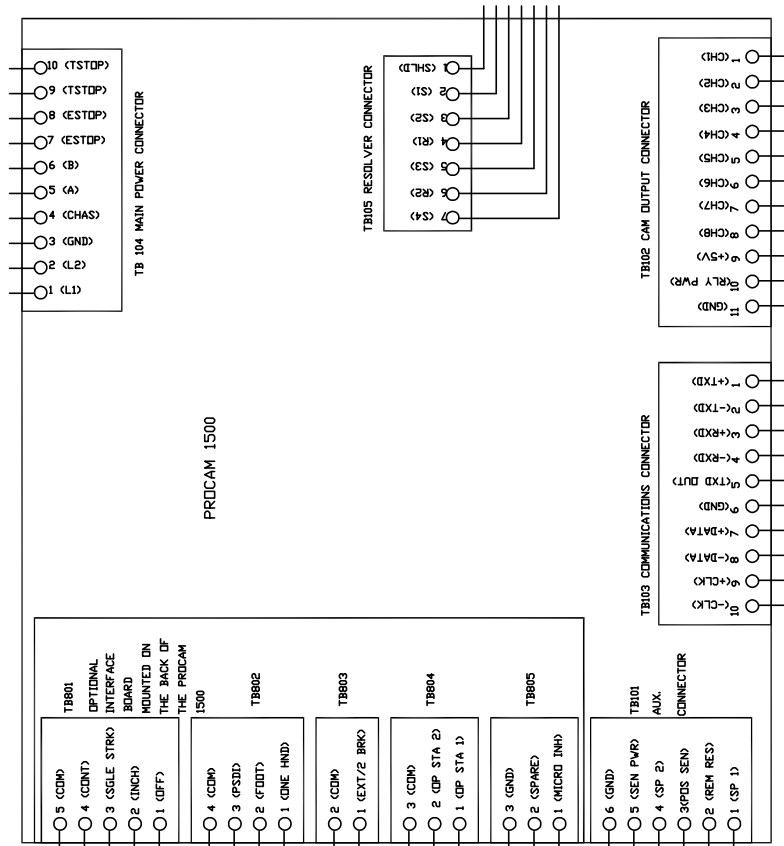 10 (TSTOP)
9 (TSTOP)
8 (ESTOP)
7 (ESTOP)
6 (B)
5 (A)
4 (CHAS)
3 (GND)
2 (L2)
1 (L1)
TB 104 MAIN POWER CONNECTOR
TB105 RESOLVER CONNECTOR
1 (SHLD)
2 (S1)
3 (S2)
4 (R1)
5 (S3)
6 (R2)
7 (S4)
TB102 CAM OUTPUT CONNECTOR
1 (CH1)
2 (CH2)
3 (CH3)
4 (CH4)
5 (CH5)
6 (CH6)
7 (CH7)
8 (CH8)
9 (+5V)
10 (RLY PWR)
11 (GND)
TB103 COMMUNICATIONS CONNECTOR
1 (+TXD)
2 (-TXD)
3 (+RXD)
4 (-RXD)
5 (TXD OUT)
6 (GND)
7 (+DATA)
8 (-DATA)
9 (+CLK)
10 (-CLK)
PROCAM 1500
TB801
OPTIONAL
INTERFACE
BOARD
MOUNTED ON
THE BACK OF
THE PROCAM
1500
5 (COM)
4 (CONT)
3 (SGLE STRK)
2 (INCH)
1 (OFF)
TB802
4 (COM)
3 (PSDI)
2 (FOOT)
1 (ONE HND)
TB803
2 (COM)
1 (EXT/2 BRK)
TB804
3 (COM)
2 (OP STA 2)
1 (OP STA 1)
TB805
3 (GND)
2 (SPARE)
1 (MICRO INH)
TB101
AUX.
CONNECTOR
6 (GND)
5 (SEN PWR)
4 (SP 2)
3(POS SEN)
2 (REM RES)
1 (SP 1)